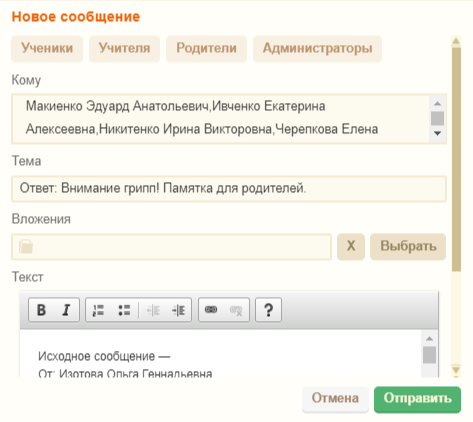 Новое сообщение
Ученики Учителя Родители Администраторы
Кому
Макиенко Эдуард Анатольевич,Ивченко Екатерина
Алексеевна,Никитенко Ирина Викторовна,Черепкова Елена
Тема
Ответ: Внимание грипп! Памятка для родителей.
Вложения
X Выбрать
Текст
B I ?
Исходное сообщение —
От: Изотова Ольга Геннадьевна
Отмена Отправить